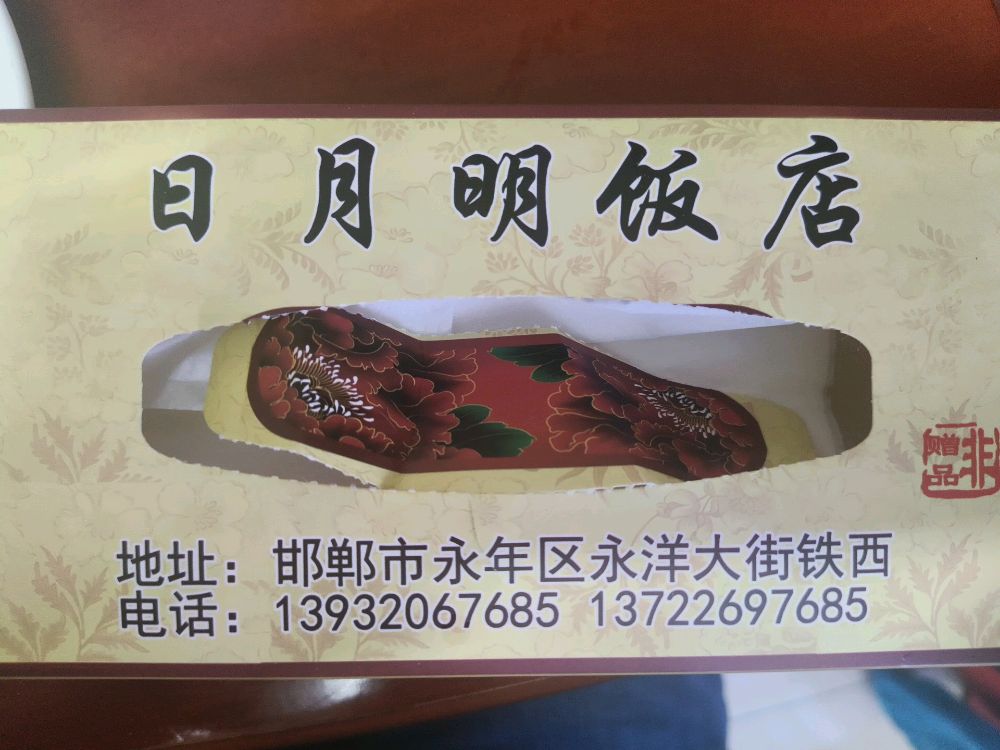 日月明饭店
非
赠品
地址：邯郸市永年区永洋大街铁西
电话：13932067685 13722697685